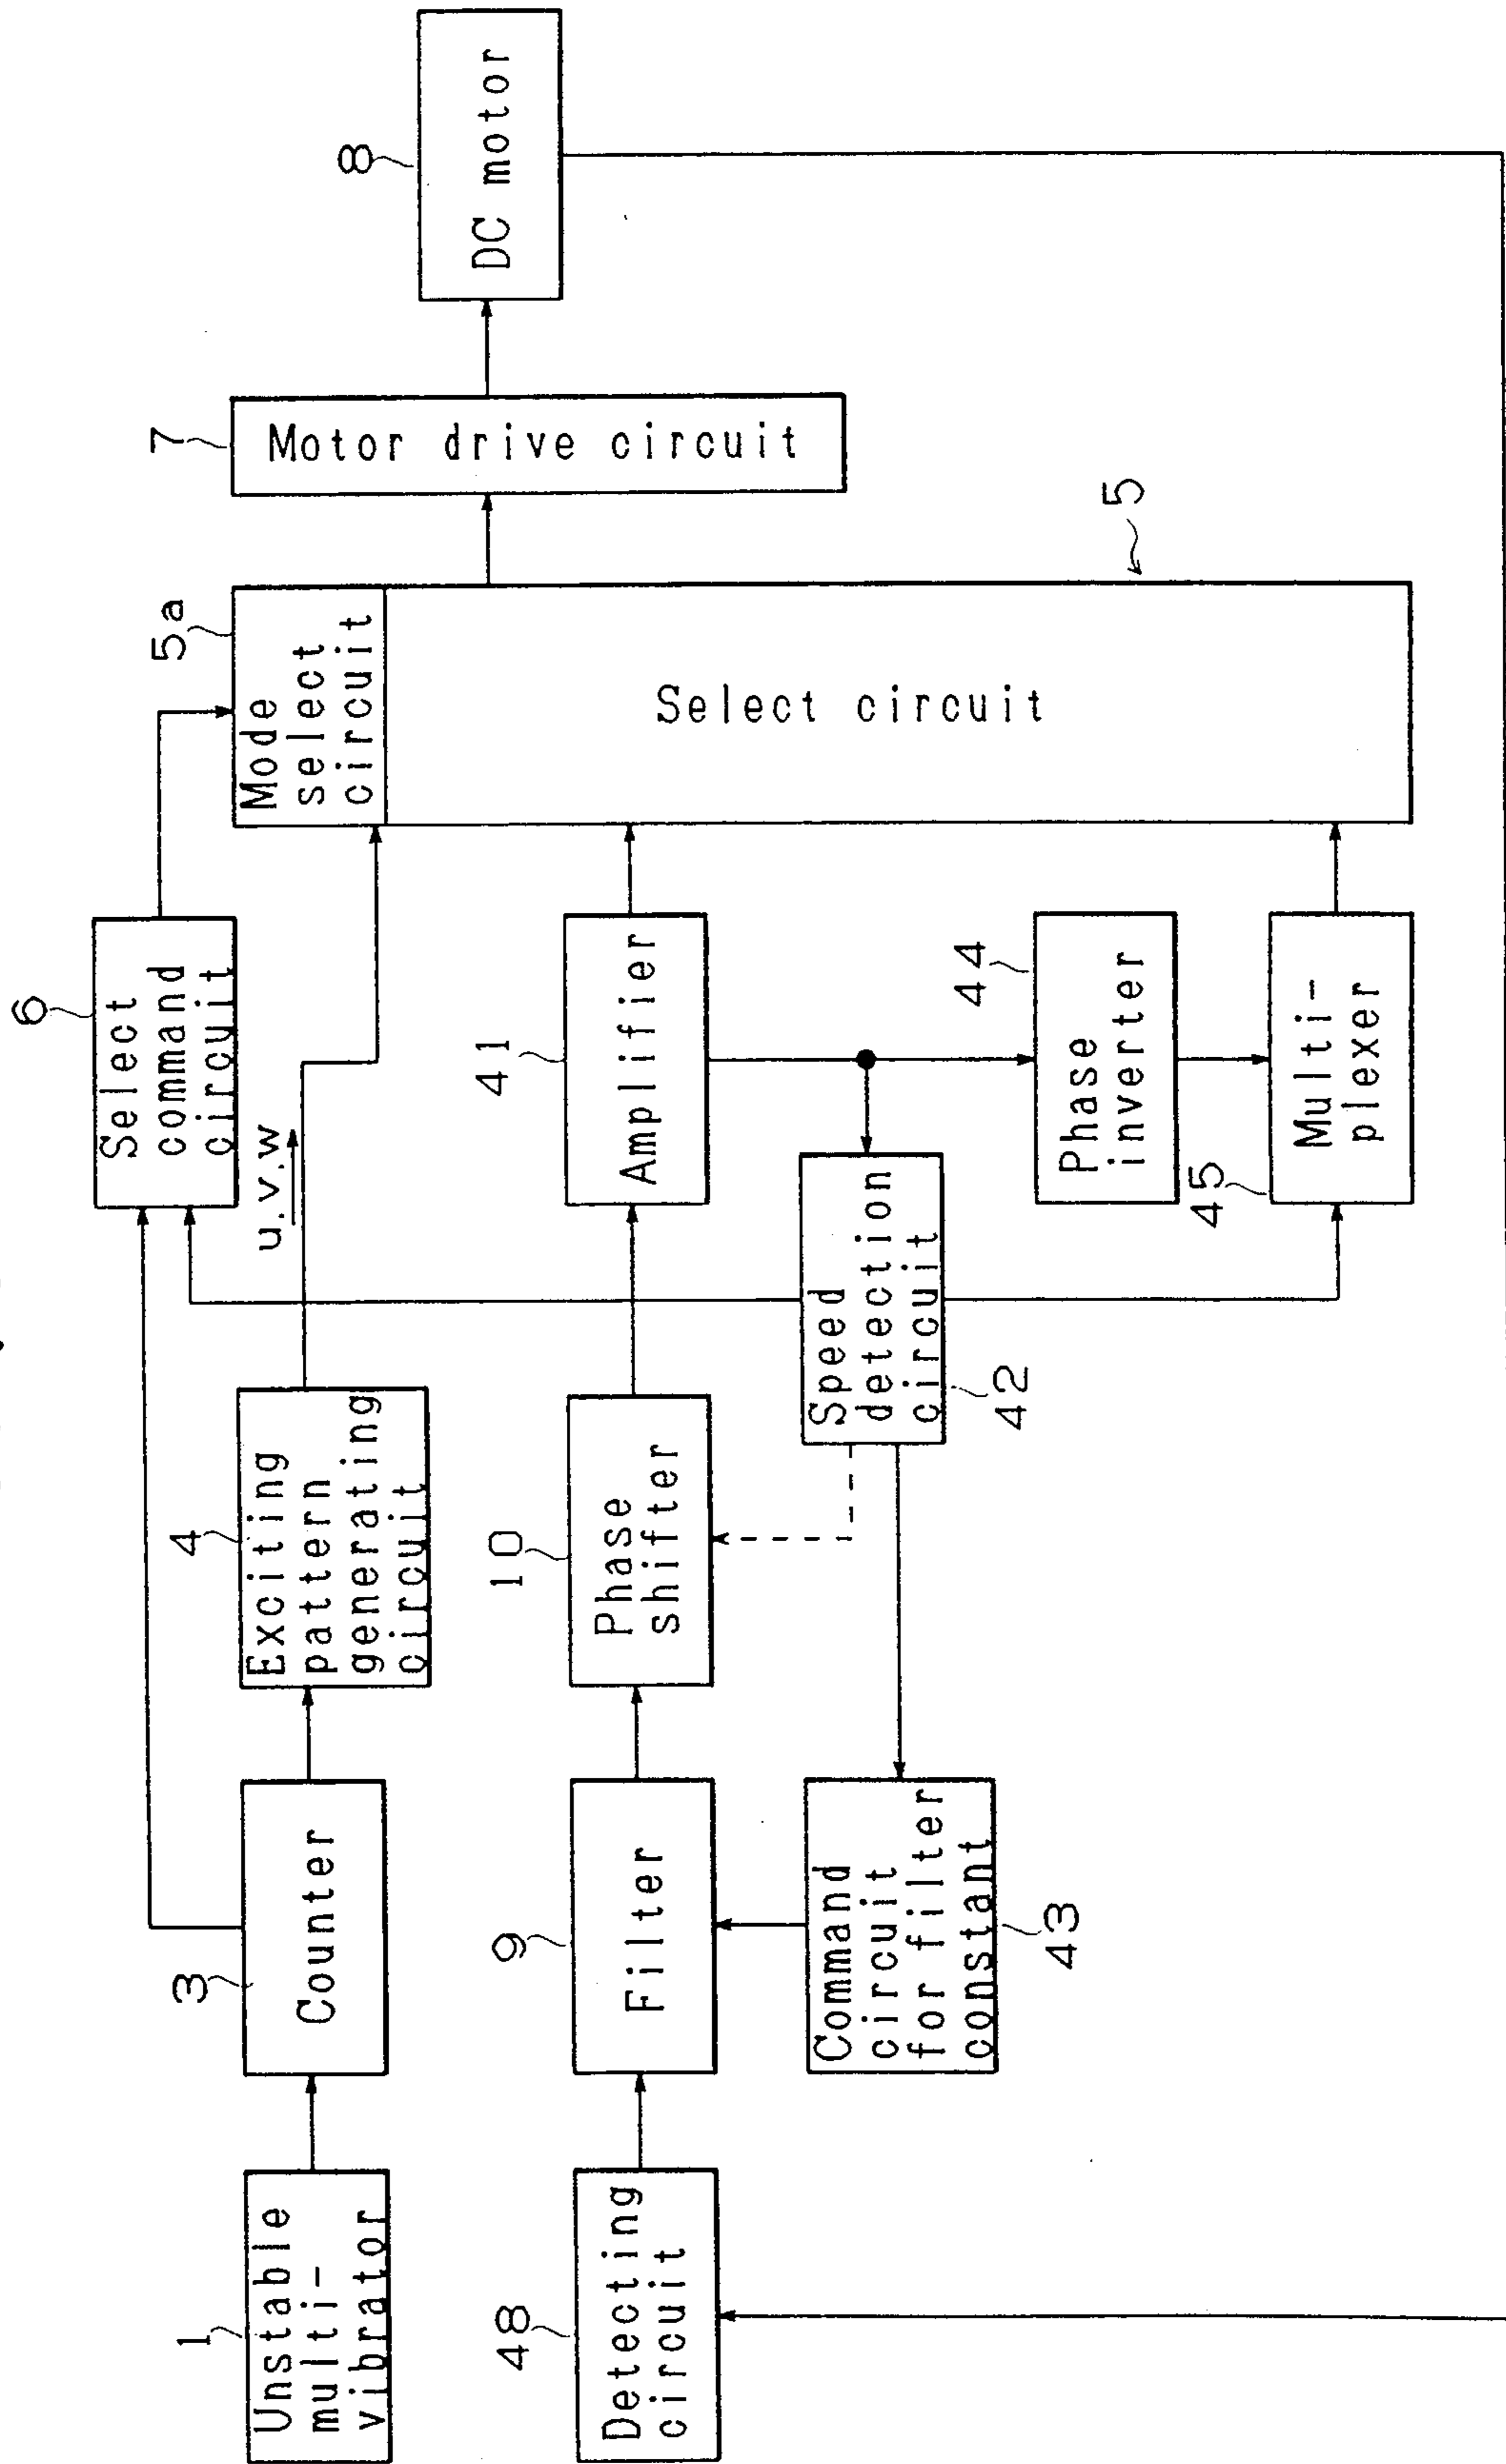 6
Select
command
circuit
1
Unstable
multi-
vibrator
3
Counter
4
Exciting
pattern
generating
circuit
u.v.w
5a
Mode
select
circuit
Select circuit
5
7
Motor drive circuit
8
DC motor
48
Detecting
circuit
9
Filter
10
Phase
shifter
41
Amplifier
Command
circuit
for filter
constant
43
Speed
detection
circuit
42
44
Phase
inverter
45
Multi-
plexer